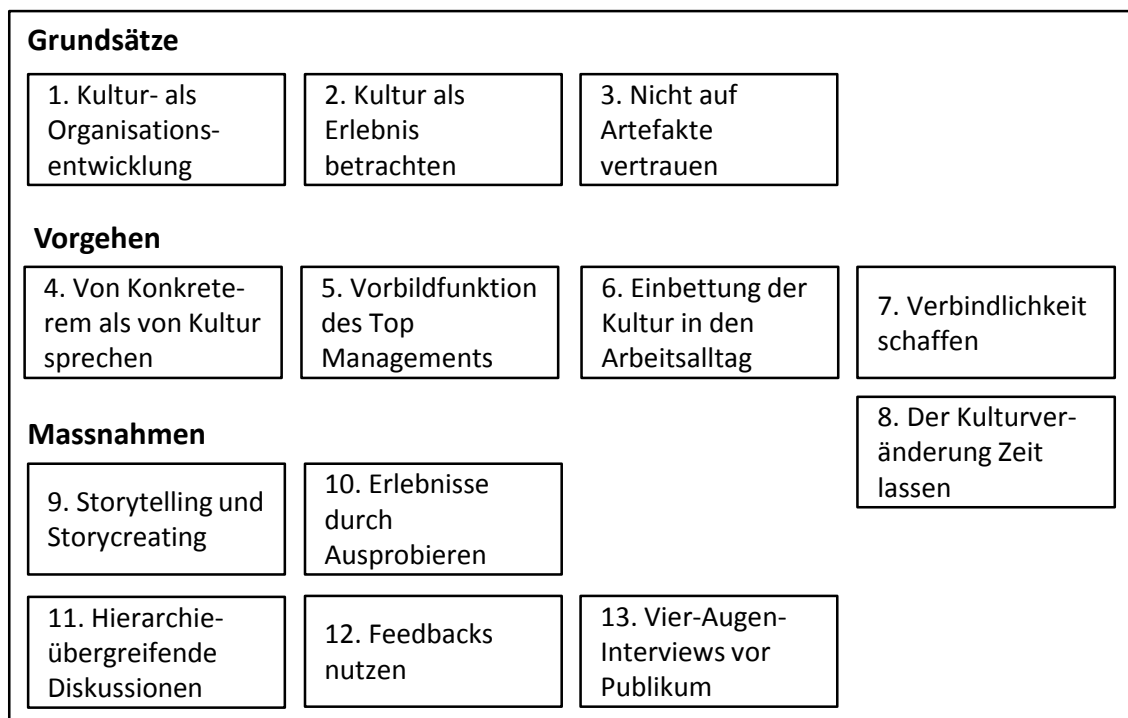 Grundsätze
1. Kultur- als
Organisations-
entwicklung
2. Kultur als
Erlebnis
betrachten
3. Nicht auf
Artefakte
vertrauen
Vorgehen
4. Von Konkrete-
rem als von Kultur
sprechen
5. Vorbildfunktion
des Top
Managements
6. Einbettung der
Kultur in den
Arbeitsalltag
7. Verbindlichkeit
schaffen
8. Der Kulturver-
änderung Zeit
lassen
Massnahmen
9. Storytelling und
Storycreating
10. Erlebnisse
durch
Ausprobieren
11. Hierarchie-
übergreifende
Diskussionen
12. Feedbacks
nutzen
13. Vier-Augen-
Interviews vor
Publikum